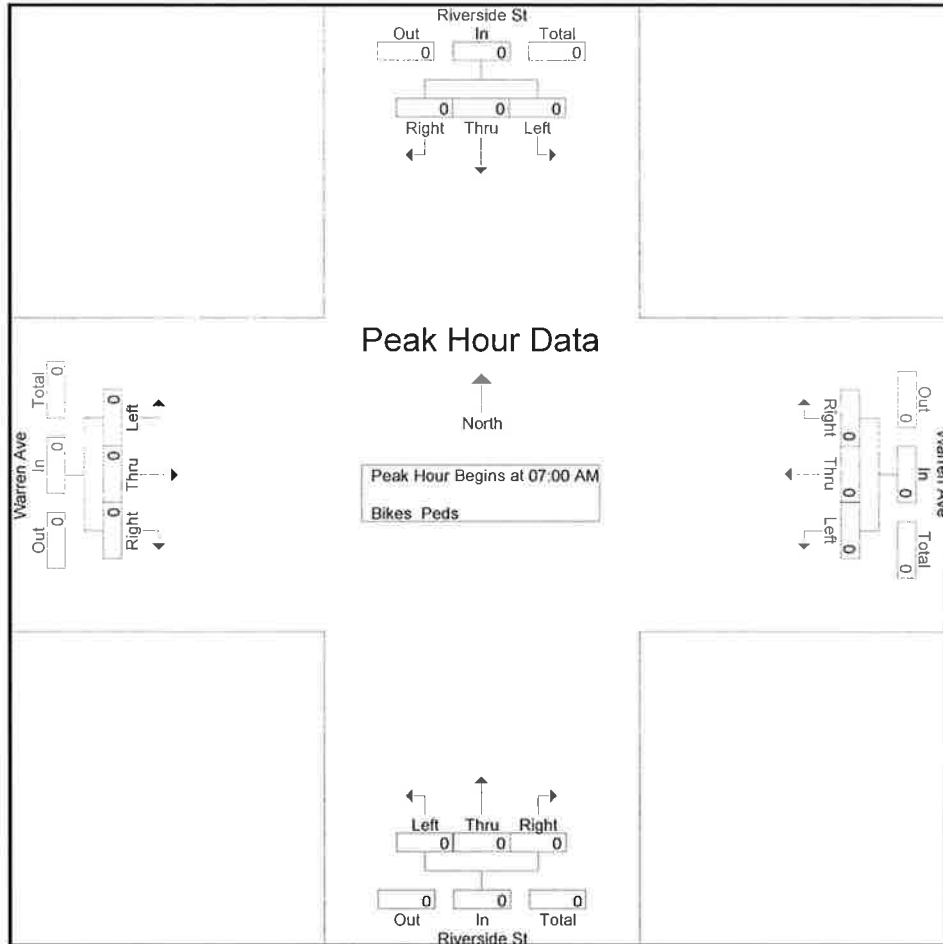 Riverside St
Out In Total
0 0 0
0 0 0
Right Thru Left
Peak Hour Data
North
Peak Hour Begins at 07:00 AM
Bikes Peds
Warren Ave
Out In Total
0 0 0
Right Thru Left
0 0 0
Warren Ave
Out In Total
0 0 0
Left Thru Right
0 0 0
Left Thru Right
0 0 0
0 0 0
Out In Total
Riverside St